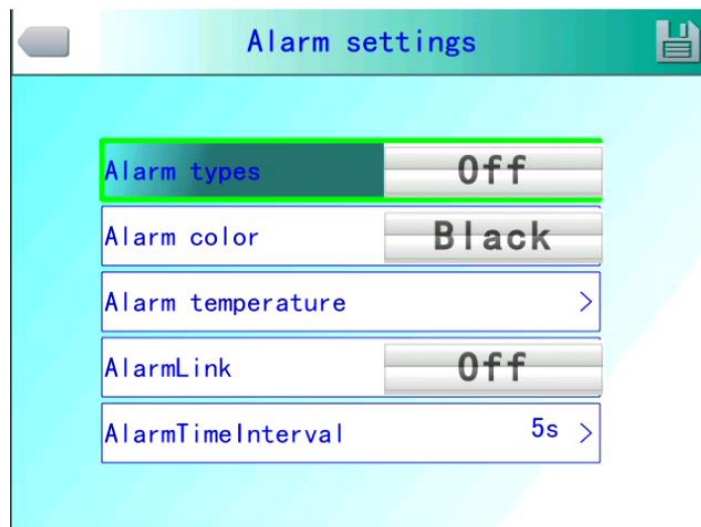 Alarm settings
Alarm types Off
Alarm color Black
Alarm temperature >
AlarmLink Off
AlarmTimeInterval 5s >